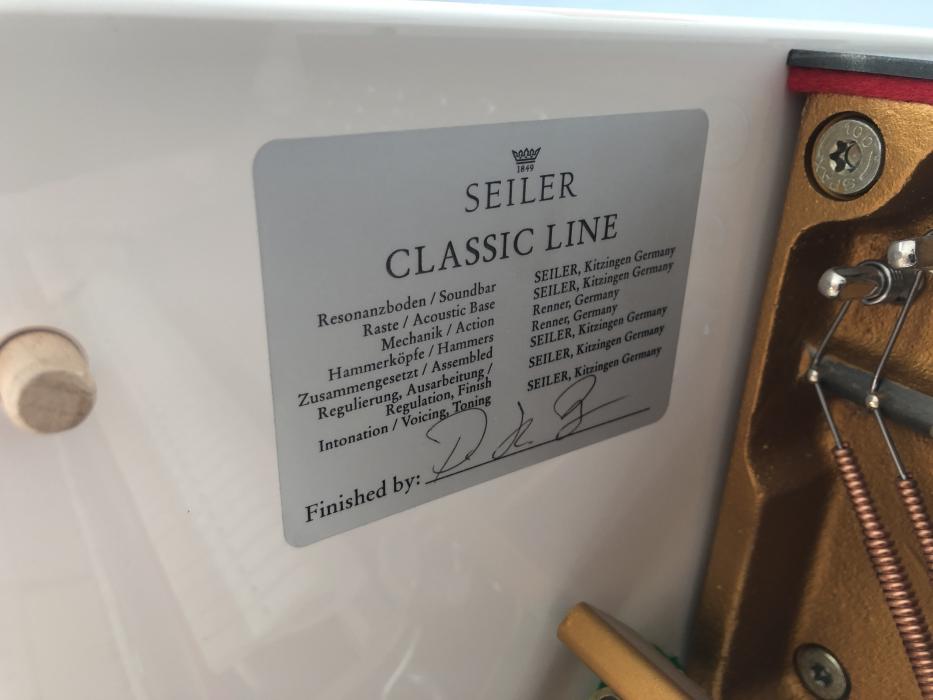 1849
SEILER
CLASSIC LINE
Resonanzboden / Soundbar SEILER, Kitzingen Germany
Raste / Acoustic Base SEILER, Kitzingen Germany
Mechanik / Action Renner, Germany
Hammerköpfe / Hammers Renner, Germany
Zusammengesetzt / Assembled SEILER, Kitzingen Germany
Regulierung, Ausarbeitung /
Regulation, Finish SEILER, Kitzingen Germany
Intonation / Voicing, Toning SEILER, Kitzingen Germany
Finished by:
100
SPAX